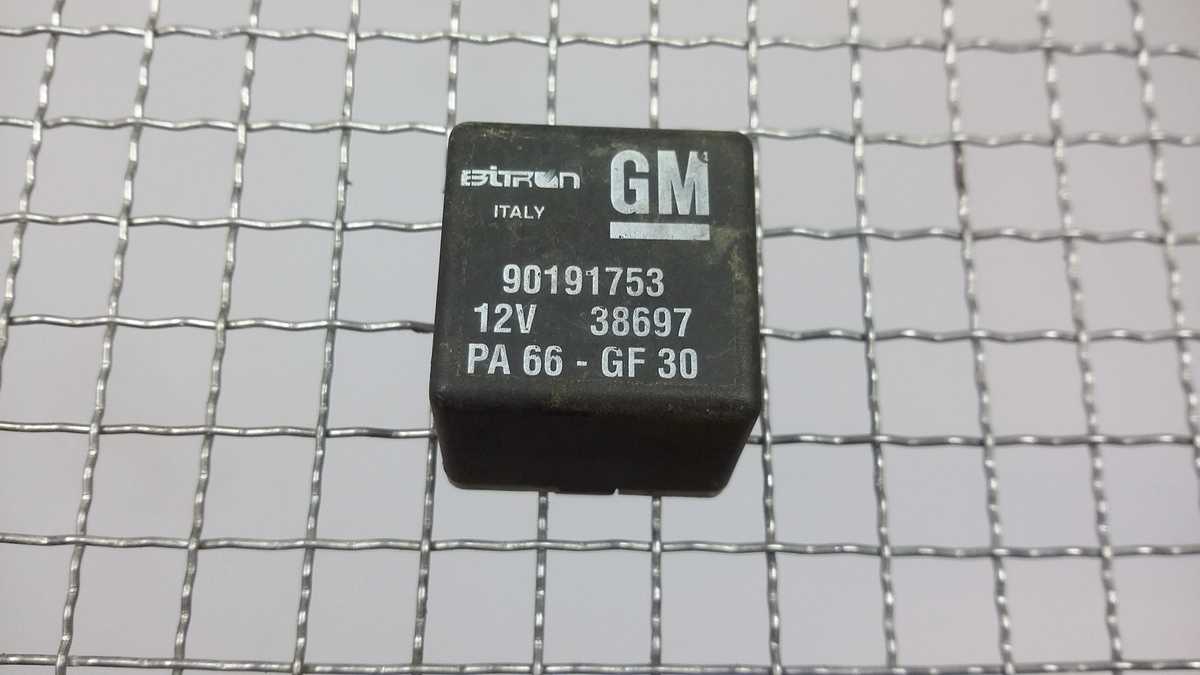 BITRON GM
ITALY
90191753
12V 38697
PA 66 - GF 30